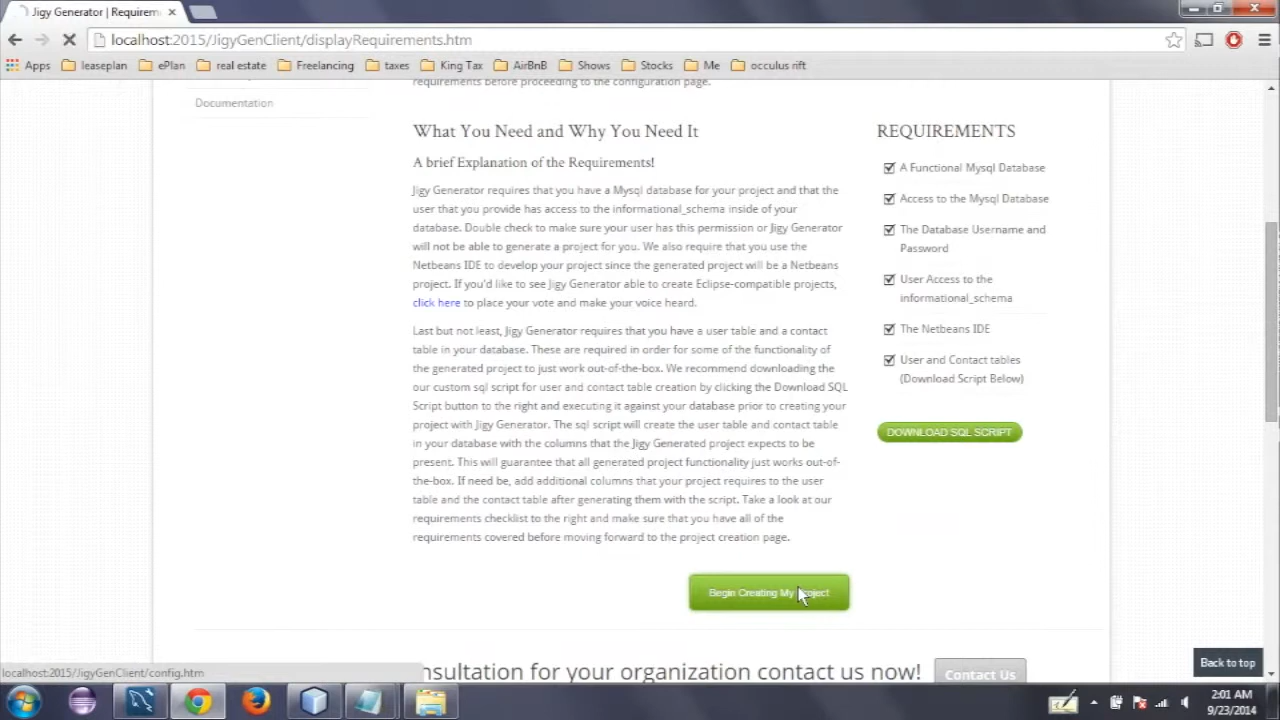 Jigy Generator | Requirem
localhost:2015/JigyGenClient/displayRequirements.htm
Apps leaseplan ePlan real estate Freelancing taxes King Tax AirBnB Shows Stocks Me occulus rift
requirements before proceeding to the configuration page.
Documentation
What You Need and Why You Need It
A brief Explanation of the Requirements!
Jigy Generator requires that you have a Mysql database for your project and that the
user that you provide has access to the informational_schema inside of your
database. Double check to make sure your user has this permission or Jigy Generator
will not be able to generate a project for you. We also require that you use the
Netbeans IDE to develop your project since the generated project will be a Netbeans
project. If you'd like to see Jigy Generator able to create Eclipse-compatible projects,
click here to place your vote and make your voice heard.
Last but not least, Jigy Generator requires that you have a user table and a contact
table in your database. These are required in order for some of the functionality of
the generated project to just work out-of-the-box. We recommend downloading the
our custom sql script for user and contact table creation by clicking the Download SQL
Script button to the right and executing it against your database prior to creating your
project with Jigy Generator. The sql script will create the user table and contact table
in your database with the columns that the Jigy Generated project expects to be
present. This will guarantee that all generated project functionality just works out-of-
the-box. If need be, add additional columns that your project requires to the user
table and the contact table after generating them with the script. Take a look at our
requirements checklist to the right and make sure that you have all of the
requirements covered before moving forward to the project creation page.
REQUIREMENTS
A Functional Mysql Database
Access to the Mysql Database
The Database Username and
Password
User Access to the
informational_schema
The Netbeans IDE
User and Contact tables
(Download Script Below)
DOWNLOAD SQL SCRIPT
Begin Creating My Project
nsultation for your organization contact us now!
Contact Us
Back to top
localhost:2015/JigyGenClient/config.htm
2:01 AM
9/23/2014